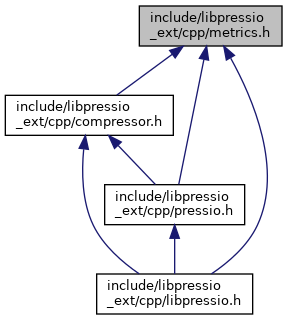 include/libpressio
_ext/cpp/metrics.h
include/libpressio
_ext/cpp/compressor.h
include/libpressio
_ext/cpp/pressio.h
include/libpressio
_ext/cpp/libpressio.h